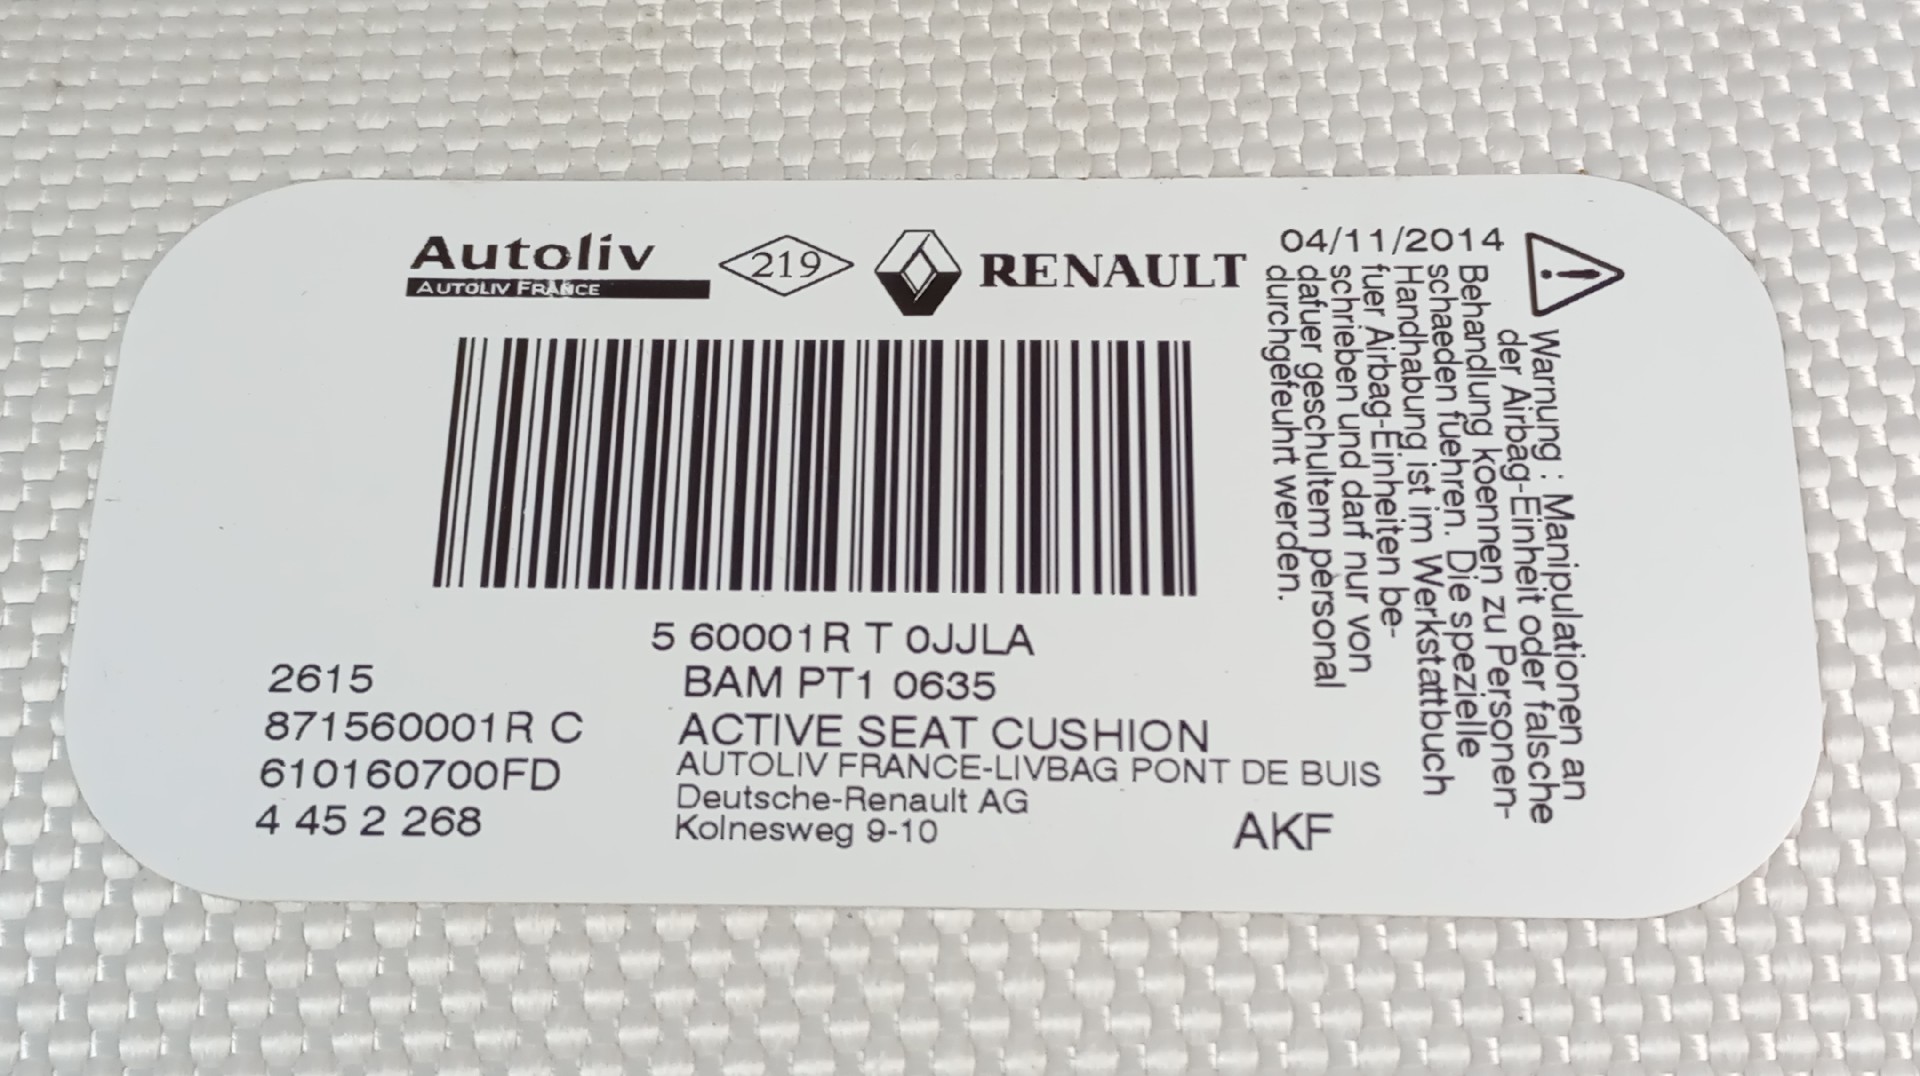 Autoliv
AUTOLIV FRANCE
219
RENAULT
04/11/2014
5 60001R T 0JJLA
BAM PT1 0635
ACTIVE SEAT CUSHION
AUTOLIV FRANCE-LIVBAG PONT DE BUIS
Deutsche-Renault AG
Kolnesweg 9-10
AKF
2615
871560001R C
610160700FD
4 45 2 268
Warnung : Manipulationen an
der Airbag-Einheit oder falsche
Behandlung koennen zu Personen-
schaeden fuehren. Die spezielle
Handhabung ist im Werkstattbuch
fuer Airbag-Einheiten be-
schrieben und darf nur von
dafuer geschultem personal
durchgefeuhrt werden.